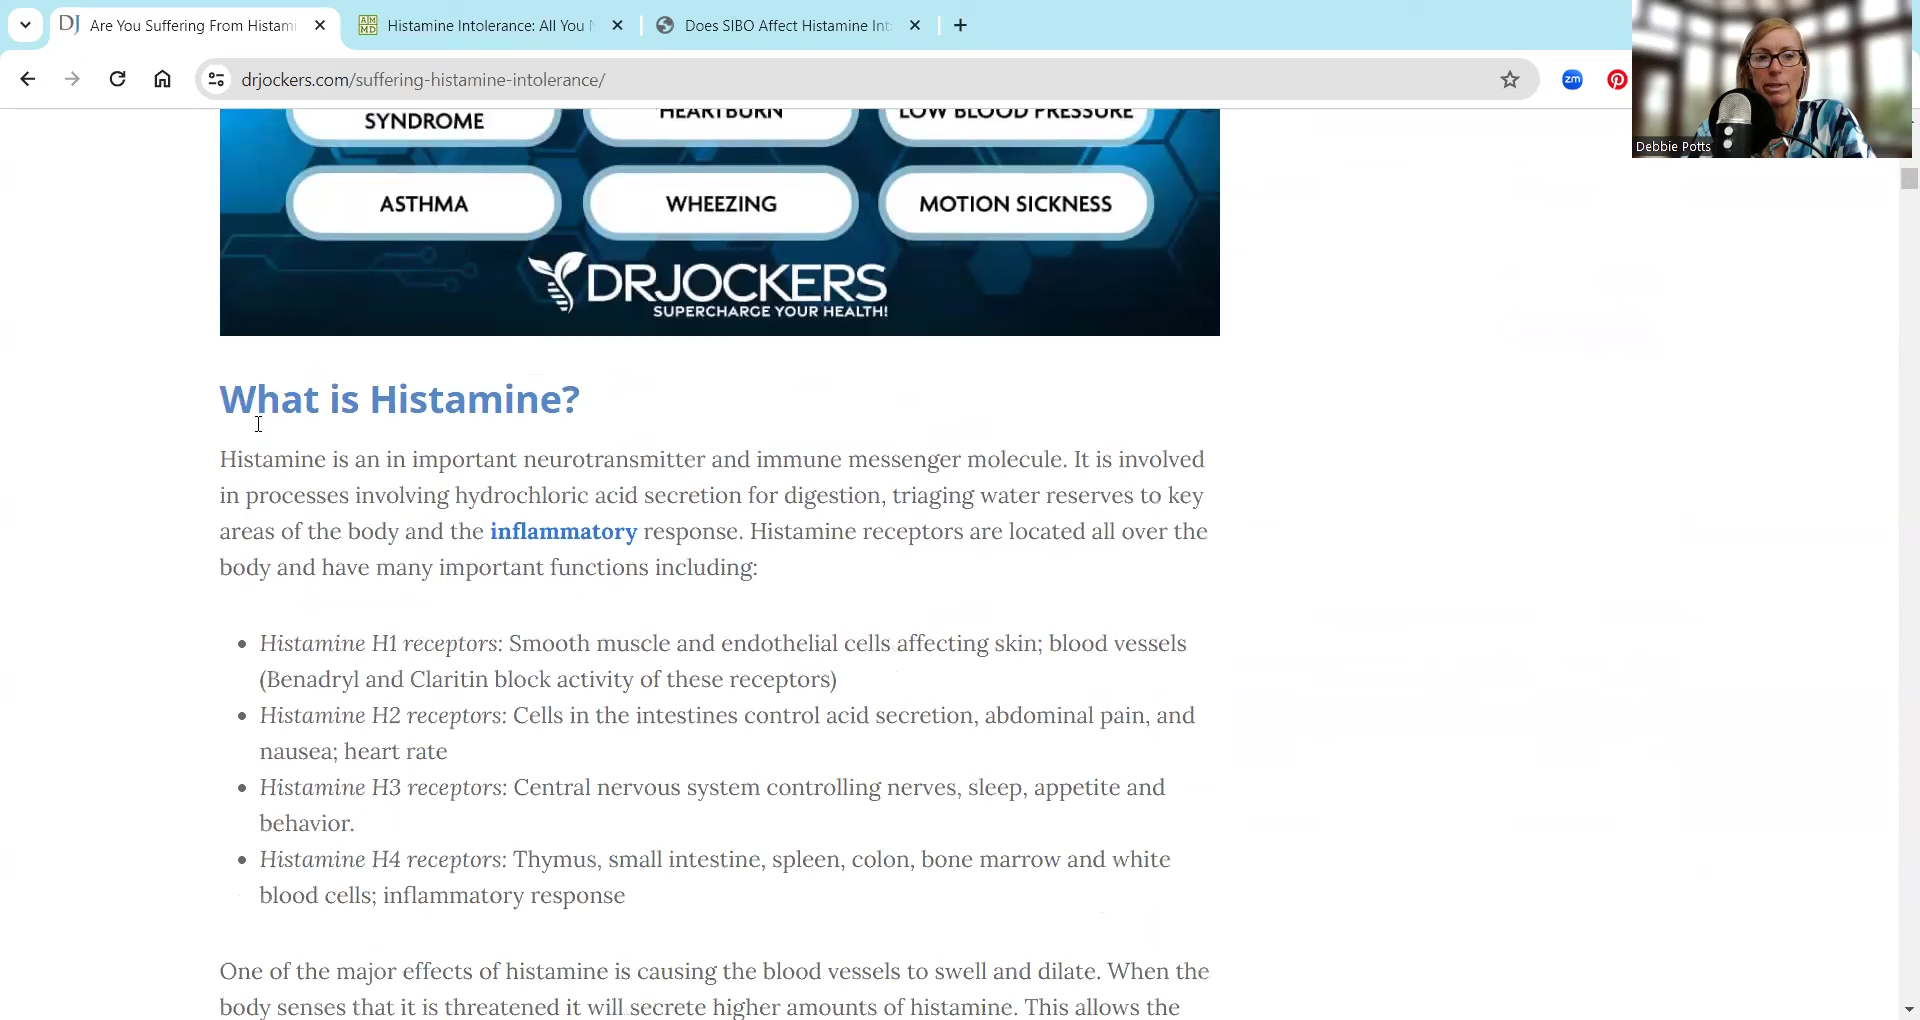 DJ Are You Suffering From Histami
AM MD Histamine Intolerance: All You
Does SIBO Affect Histamine Int
drjockers.com/suffering-histamine-intolerance/
zm
Debbie Potts
SYNDROME
HEARTBURN
LOW BLOOD PRESSURE
ASTHMA
WHEEZING
MOTION SICKNESS
DRJOCKERS
SUPERCHARGE YOUR HEALTH!
What is Histamine?
Histamine is an in important neurotransmitter and immune messenger molecule. It is involved
in processes involving hydrochloric acid secretion for digestion, triaging water reserves to key
areas of the body and the inflammatory response. Histamine receptors are located all over the
body and have many important functions including:
• Histamine H1 receptors: Smooth muscle and endothelial cells affecting skin; blood vessels
(Benadryl and Claritin block activity of these receptors)
• Histamine H2 receptors: Cells in the intestines control acid secretion, abdominal pain, and
nausea; heart rate
• Histamine H3 receptors: Central nervous system controlling nerves, sleep, appetite and
behavior.
• Histamine H4 receptors: Thymus, small intestine, spleen, colon, bone marrow and white
blood cells; inflammatory response
One of the major effects of histamine is causing the blood vessels to swell and dilate. When the
body senses that it is threatened it will secrete higher amounts of histamine. This allows the